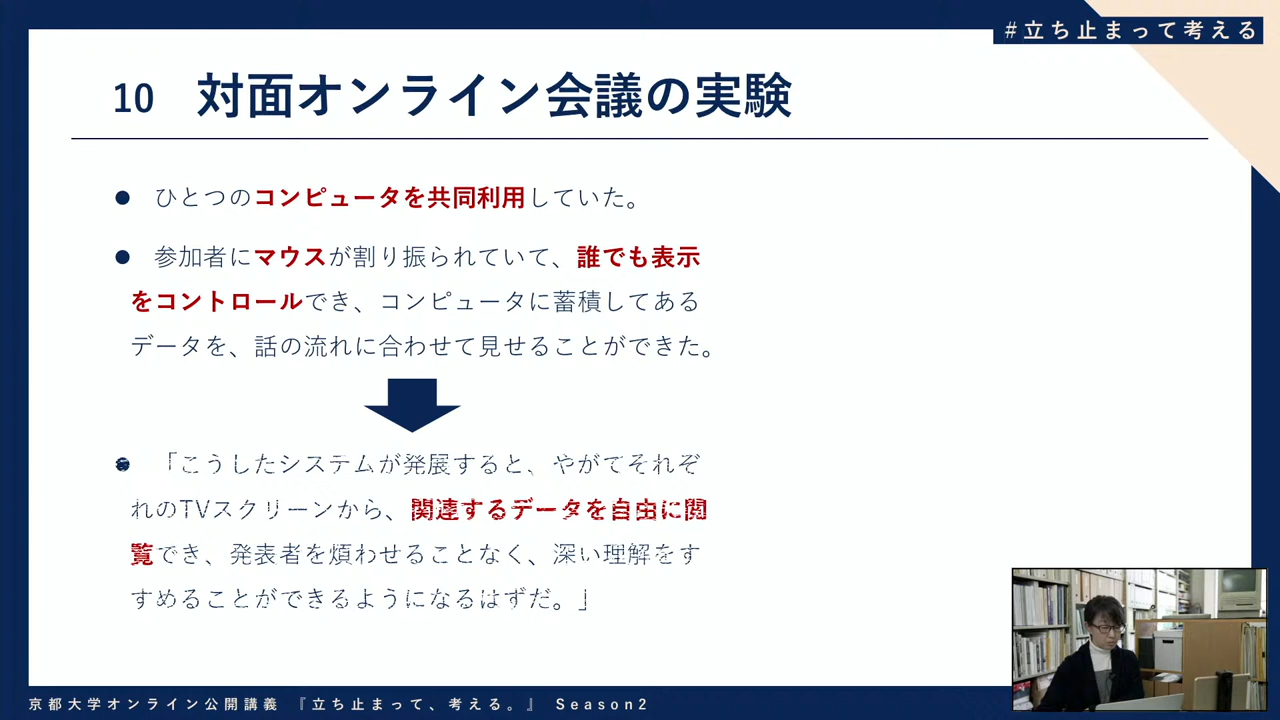 #立ち止まって考える
10 対面オンライン会議の実験
● ひとつのコンピュータを共同利用していた。
● 参加者にマウスが割り振られていて、誰でも表示
をコントロールでき、コンピュータに蓄積してある
データを、話の流れに合わせて見せることができた。
● 「こうしたシステムが発展すると、やがてそれぞ
れのTVスクリーンから、関連するデータを自由に閲
覧でき、発表者を煩わせることなく、深い理解をす
すめることができるようになるはずだ。」
京都大学オンライン公開講義 『立ち止まって、考える。』 Season2